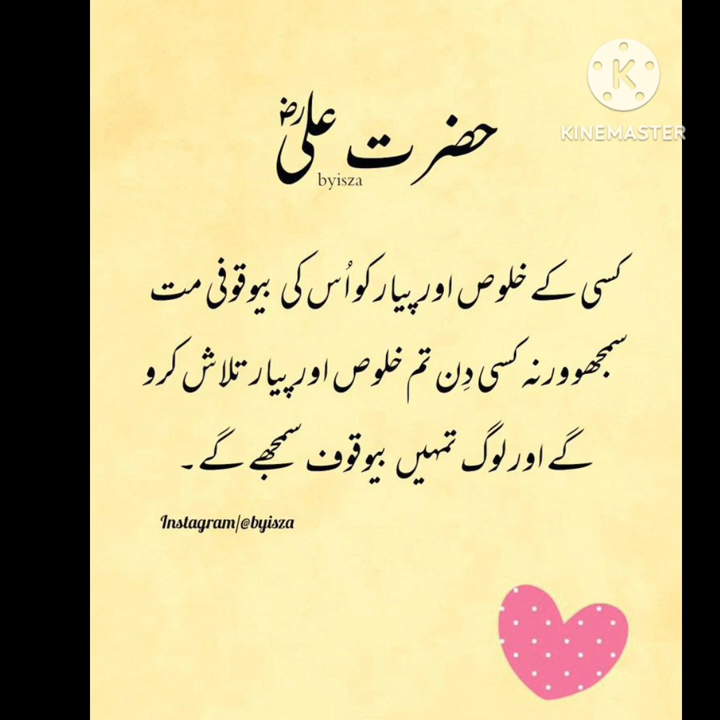 KINEMASTER
حضرت علیؓ
byisza
کسی کے خلوص اور پیار کو اُس کی بیوقوفی مت
سمجھو ورنہ کسی دِن تم خلوص اور پیار تلاش کرو
گے اور لوگ تمہیں بیوقوف سمجھے گے۔
Instagram/@byisza